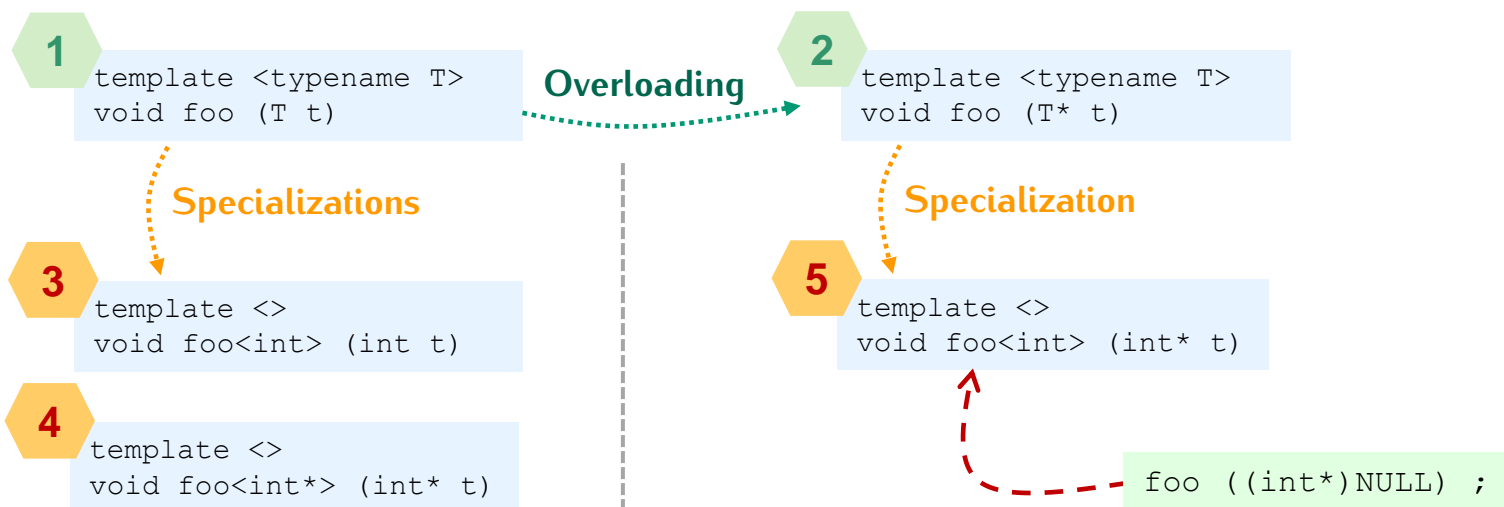 1
template <typename T>
void foo (T t)
Overloading
2
template <typename T>
void foo (T* t)
Specializations
Specialization
3
template <>
void foo<int> (int t)
5
template <>
void foo<int> (int* t)
4
template <>
void foo<int*> (int* t)
foo ((int*)NULL) ;